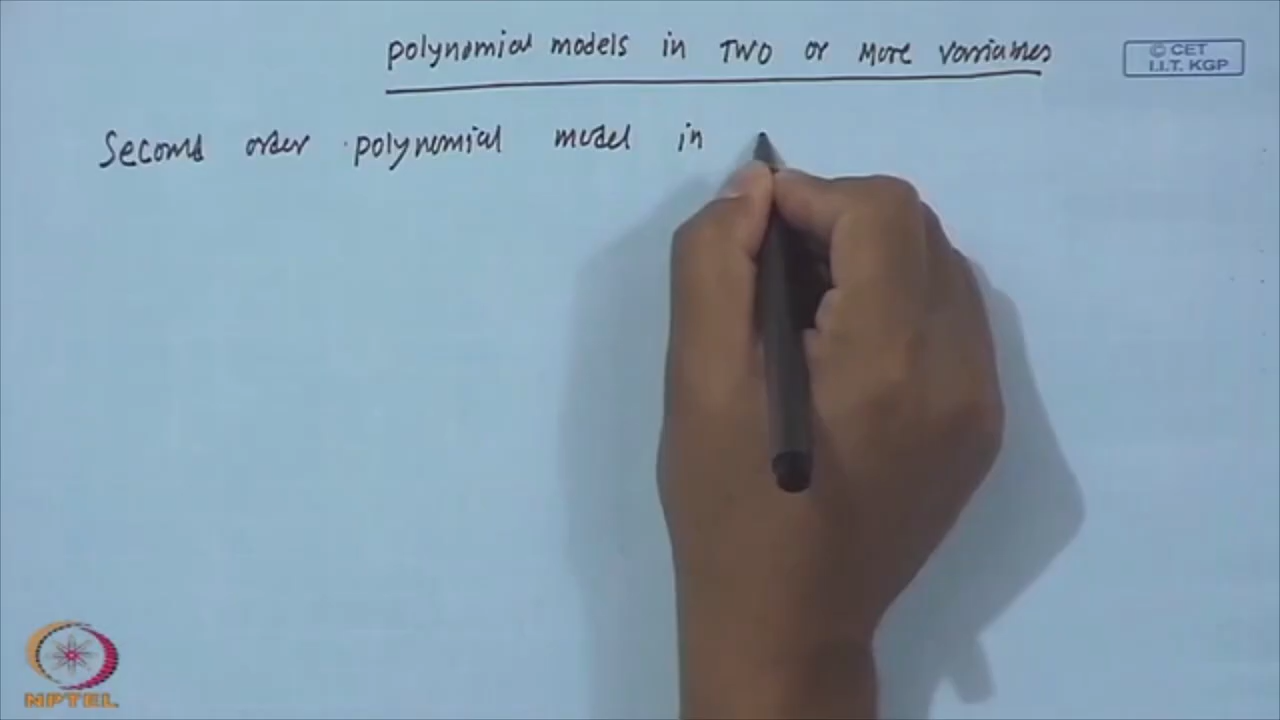 polynomial models in TWO or More variables
© CET
I.I.T. KGP
Second order polynomial model in
NPTEL